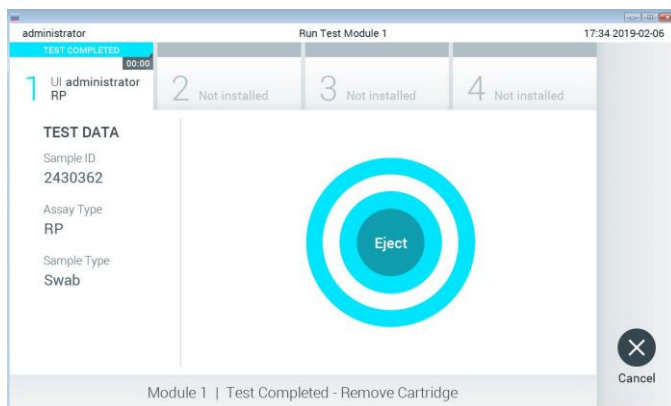 administrator Run Test Module 1 17:34 2019-02-06
TEST COMPLETED
00:00
1 UI administrator
RP
2 Not installed
3 Not installed
4 Not installed
TEST DATA
Sample ID
2430362
Assay Type
RP
Sample Type
Swab
Eject
Cancel
Module 1 | Test Completed - Remove Cartridge